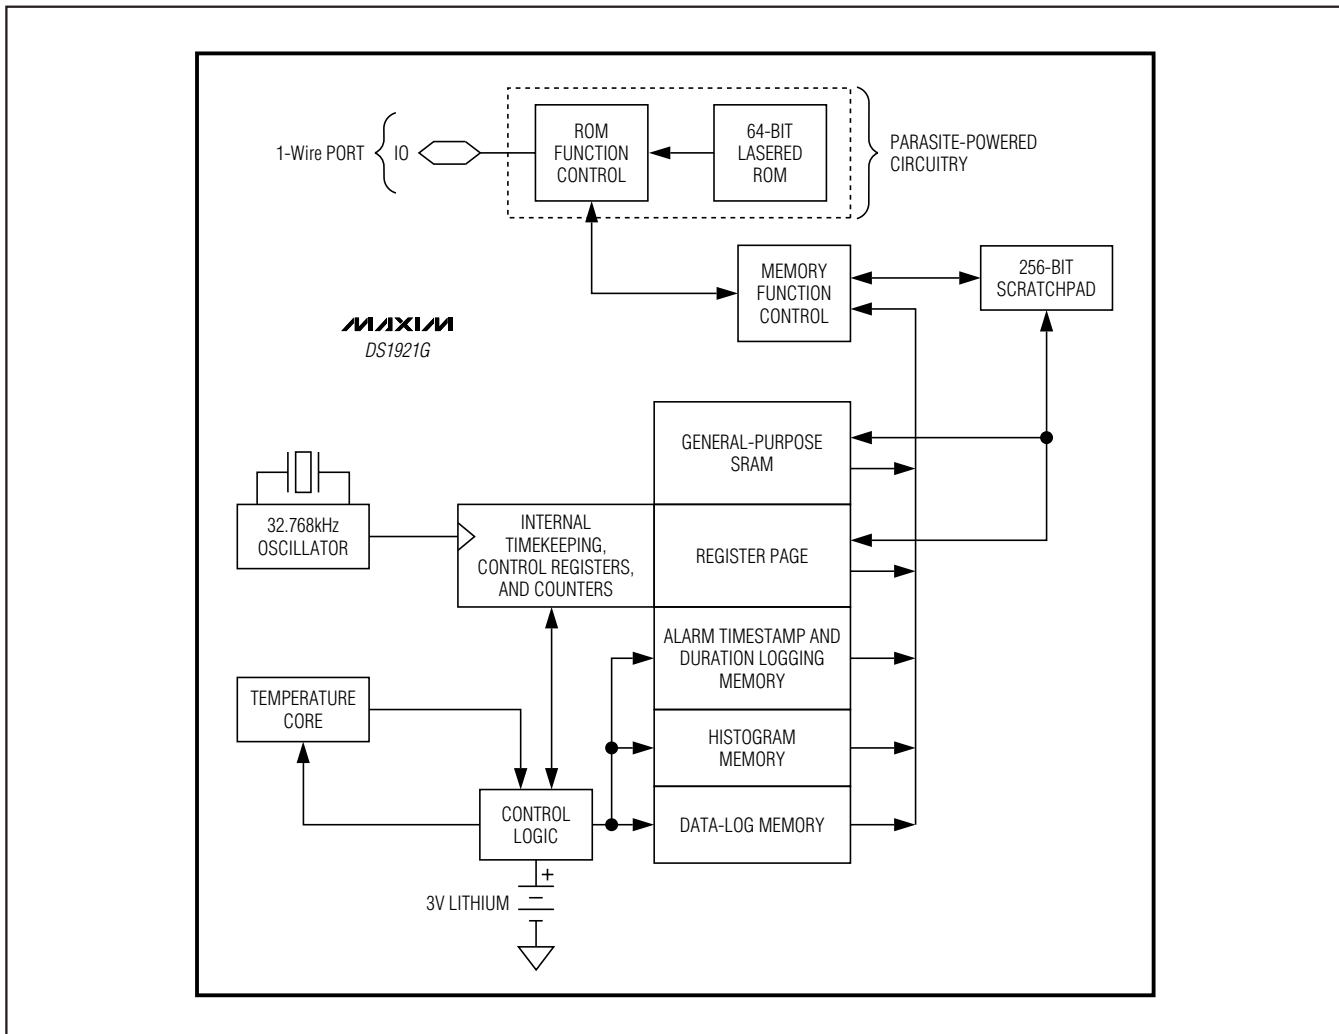 1-Wire PORT
IO
ROM
FUNCTION
CONTROL
64-BIT
LASERED
ROM
PARASITE-POWERED
CIRCUITRY
MEMORY
FUNCTION
CONTROL
256-BIT
SCRATCHPAD
MAXIM
DS1921G
GENERAL-PURPOSE
SRAM
32.768kHz
OSCILLATOR
INTERNAL
TIMEKEEPING,
CONTROL REGISTERS,
AND COUNTERS
REGISTER PAGE
ALARM TIMESTAMP AND
DURATION LOGGING
MEMORY
TEMPERATURE
CORE
HISTOGRAM
MEMORY
CONTROL
LOGIC
DATA-LOG MEMORY
+
3V LITHIUM